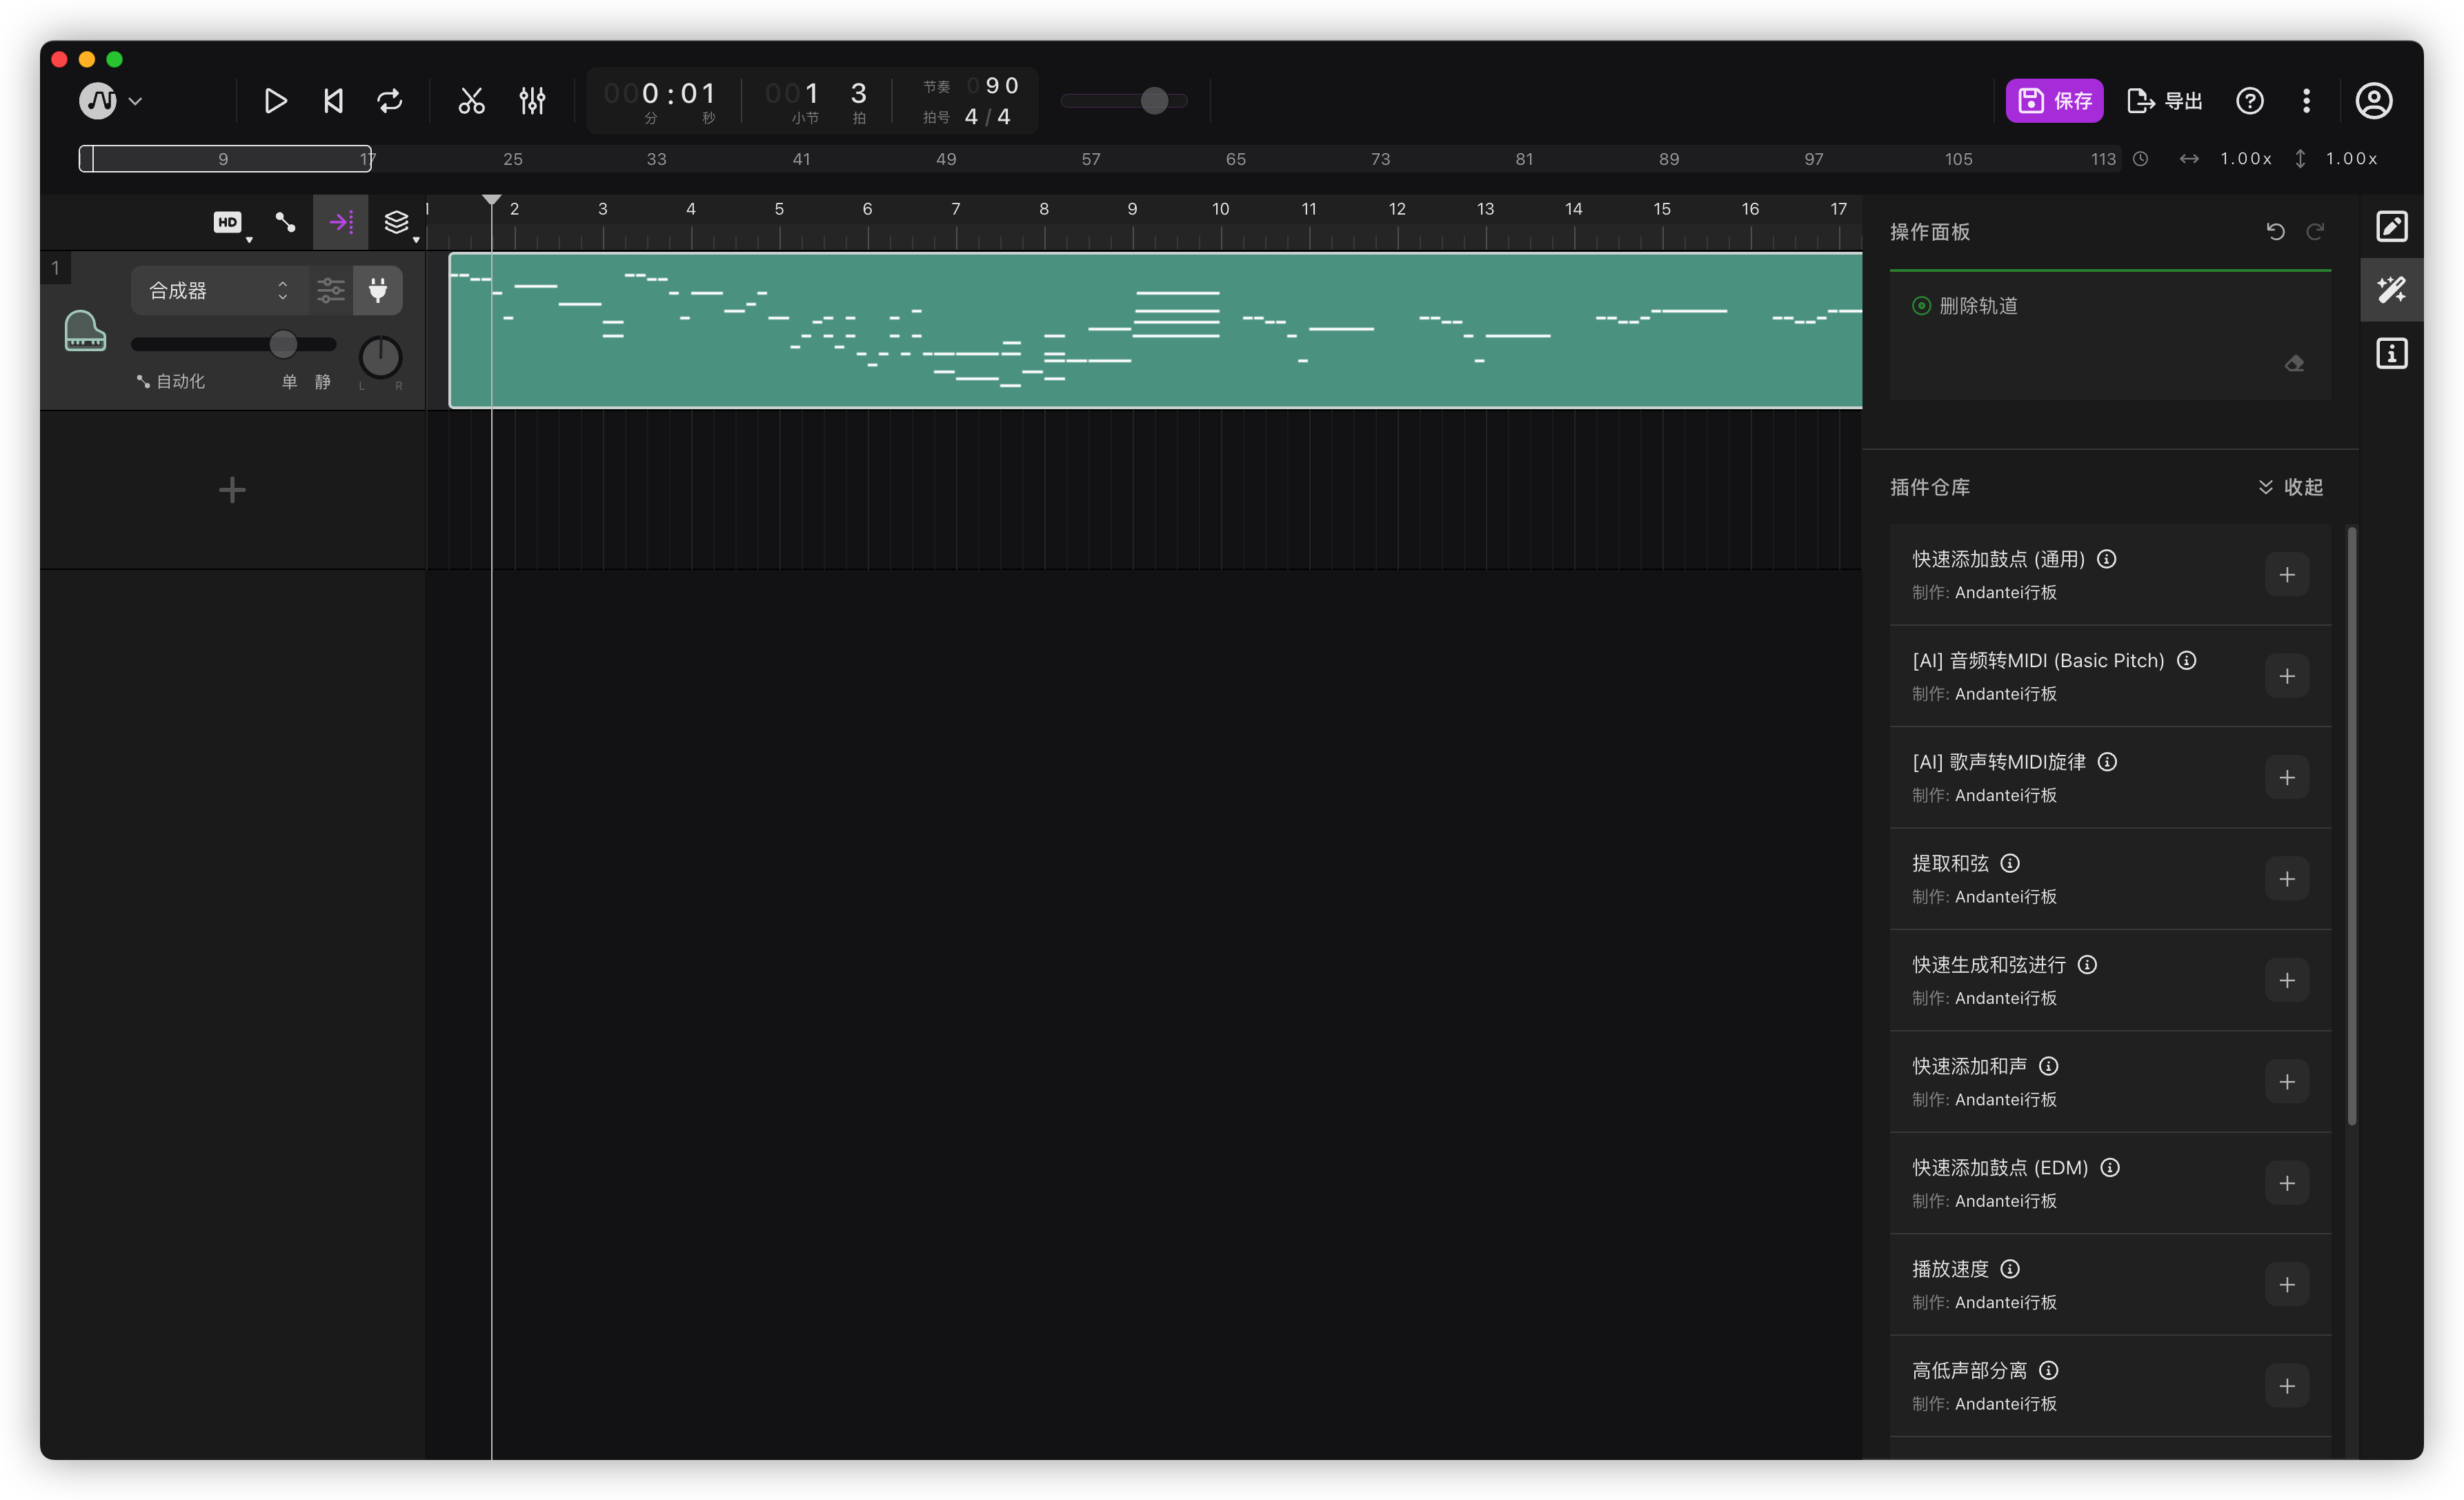 000:01
分 秒
001 3
小节 拍
节奏 090
拍号 4 / 4
保存
导出
9 17 25 33 41 49 57 65 73 81 89 97 105 113
1.00x 1.00x
HD
1 2 3 4 5 6 7 8 9 10 11 12 13 14 15 16 17
1
合成器
自动化 单 静
L R
操作面板
删除轨道
插件仓库
收起
快速添加鼓点 (通用)
制作: Andantei行板
[AI] 音频转MIDI (Basic Pitch)
制作: Andantei行板
[AI] 歌声转MIDI旋律
制作: Andantei行板
提取和弦
制作: Andantei行板
快速生成和弦进行
制作: Andantei行板
快速添加和声
制作: Andantei行板
快速添加鼓点 (EDM)
制作: Andantei行板
播放速度
制作: Andantei行板
高低声部分离
制作: Andantei行板